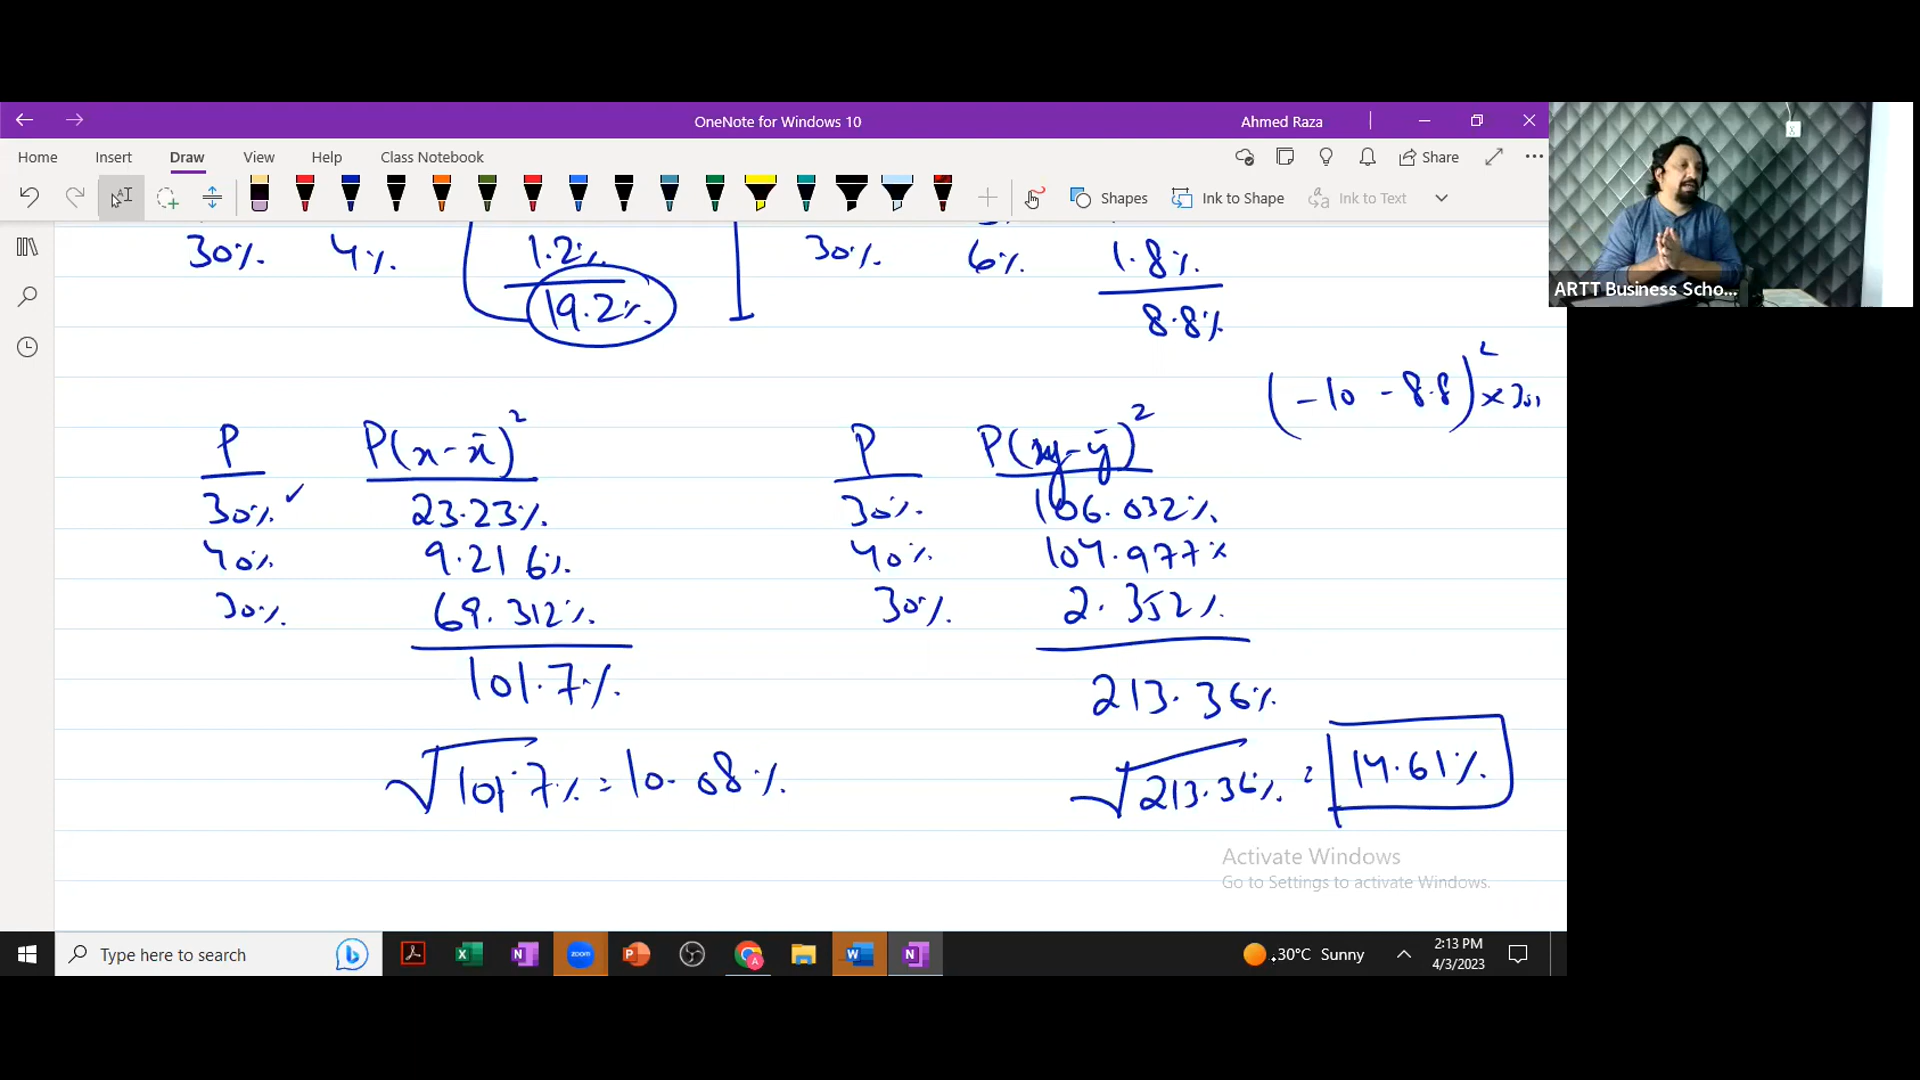 OneNote for Windows 10
Ahmed Raza
Home Insert Draw View Help Class Notebook
Share
Shapes Ink to Shape Ink to Text
ARTT Business Scho...
30% 4% 1.2% 30% 6% 1.8%
19.2% 8.8%
(-10 - 8.8)² × 30%
P P(x-x̄)² P P(y-ȳ)²
30% ✓ 23.23% 30% 106.032%
40% 9.216% 40% 104.977%
30% 69.312% 30% 2.352%
101.7% 213.36%
√101.7% = 10.08% √213.36% = 14.61%
Activate Windows
Go to Settings to activate Windows.
Type here to search
30°C Sunny
2:13 PM
4/3/2023